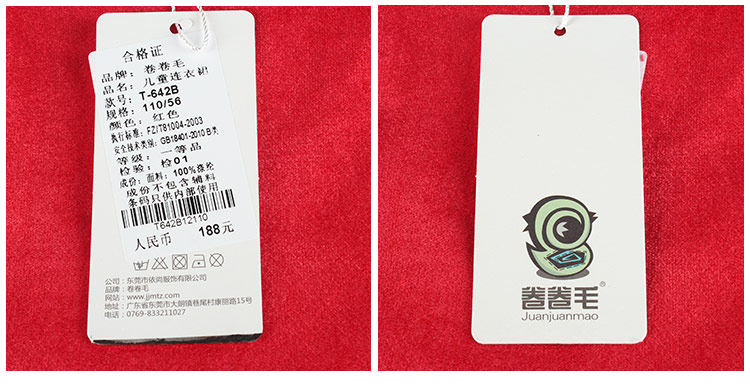 合格证
品牌: 卷卷毛
品名: 儿童连衣裙
款号: T-642B
规格: 110/56
颜色: 红色
执行标准: FZ/T81004-2003
安全技术类别: GB18401-2010 B类
等级: 一等品
检验: 检01
成份: 面料: 100%涤纶
成份不包含辅料
条码只供内部使用
T642B12110
人民币 188元
公司: 东莞市依尚服饰有限公司
品牌: 卷卷毛
网站: www.jjmtz.com
地址: 广东省东莞市大朗镇巷尾村巷尾口路15号
电话: 0769-833211027
卷卷毛®
Juanjuanmao